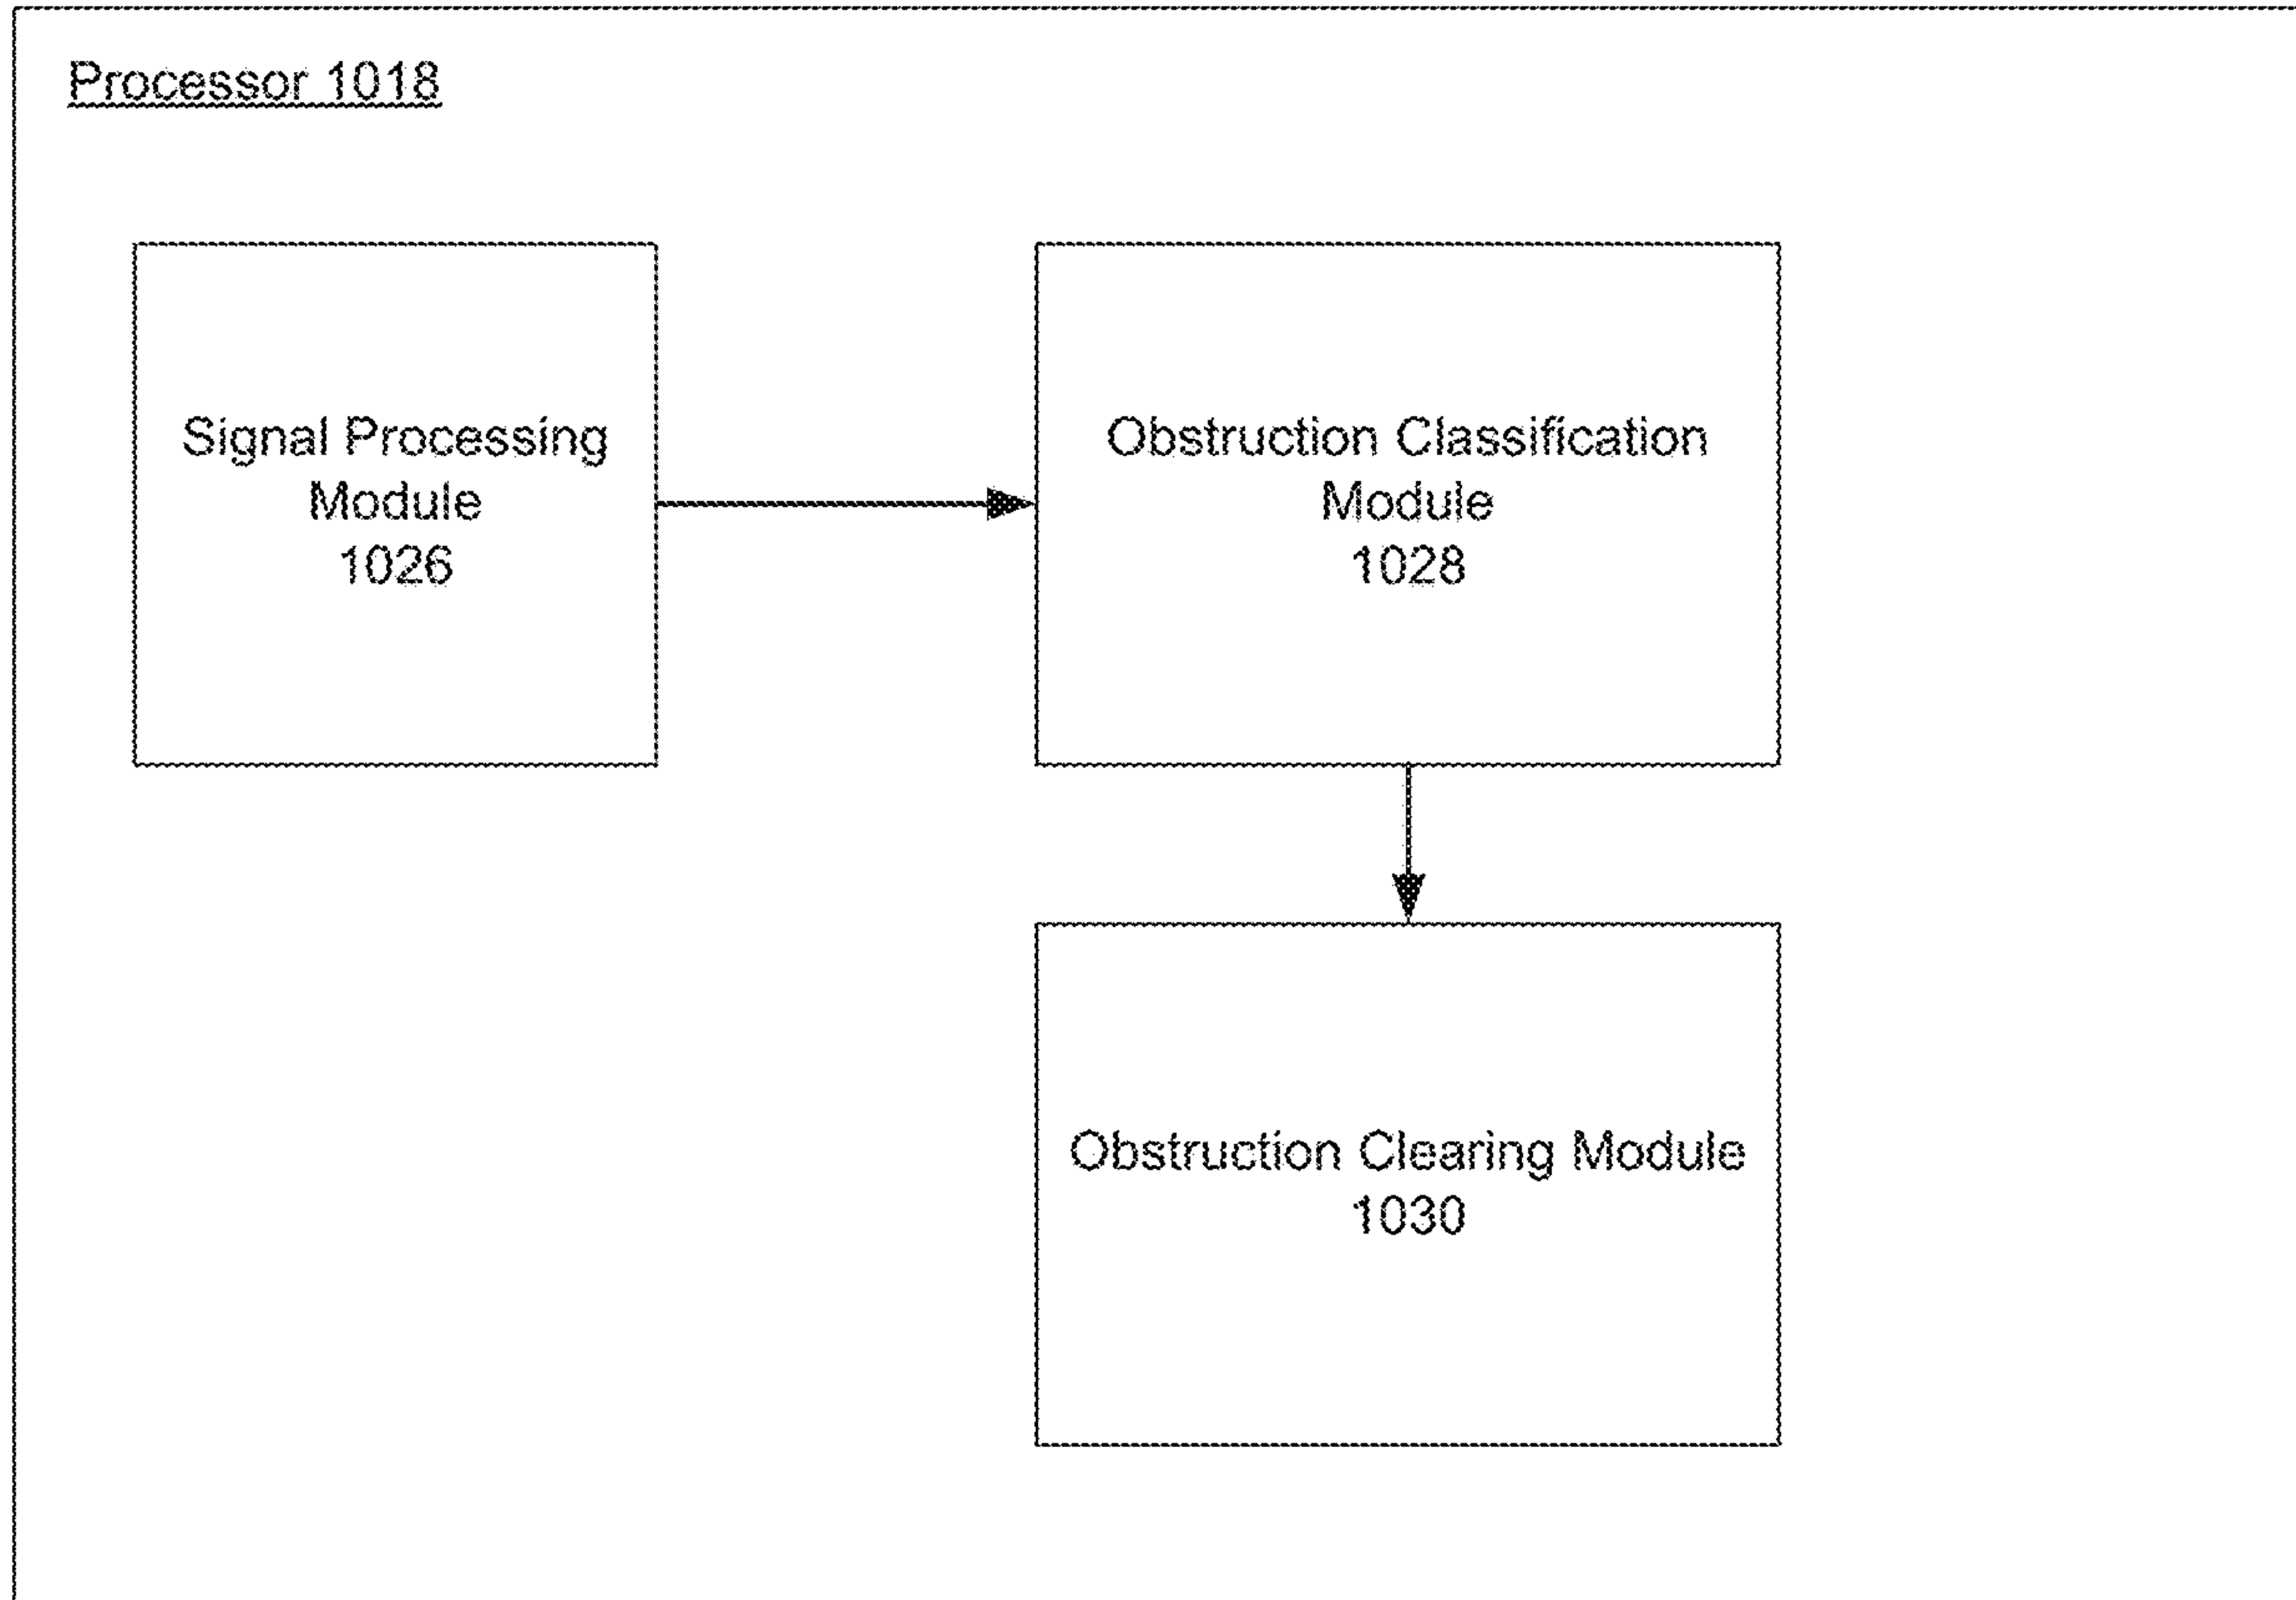 Processor 1018
Signal Processing
Module
1026
Obstruction Classification
Module
1028
Obstruction Clearing Module
1030